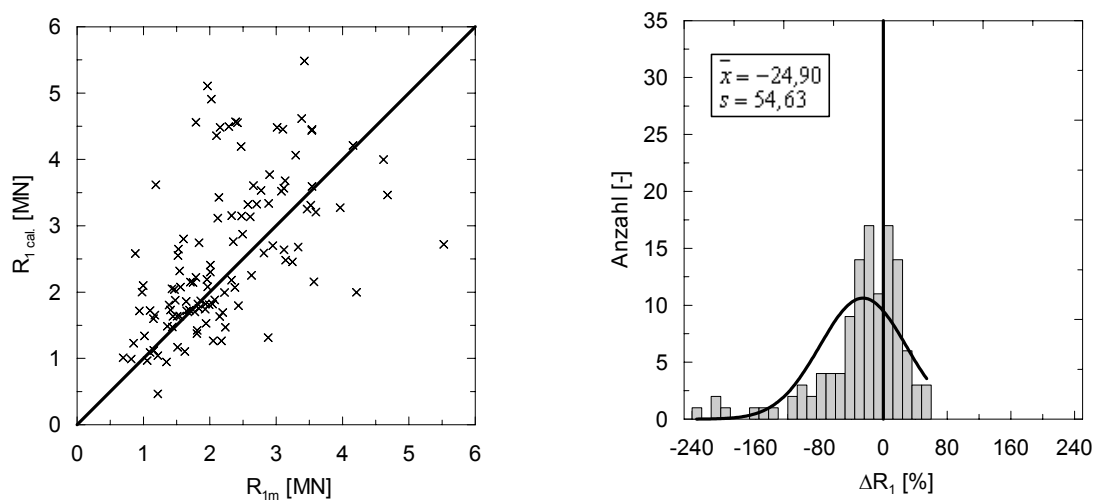 6
5
4
3
2
1
0
0 1 2 3 4 5 6
R1 cal. [MN]
R1m [MN]
35
30
25
20
15
10
5
0
-240 -160 -80 0 80 160 240
Anzahl [-]
ΔR1 [%]
x̅ = −24,90
s = 54,63